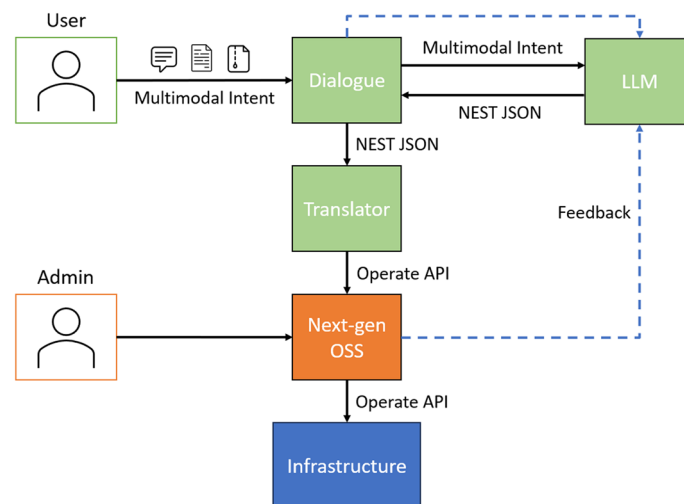 User
Multimodal Intent
Dialogue
Multimodal Intent
LLM
NEST JSON
NEST JSON
Translator
Feedback
Operate API
Admin
Next-gen
OSS
Operate API
Infrastructure